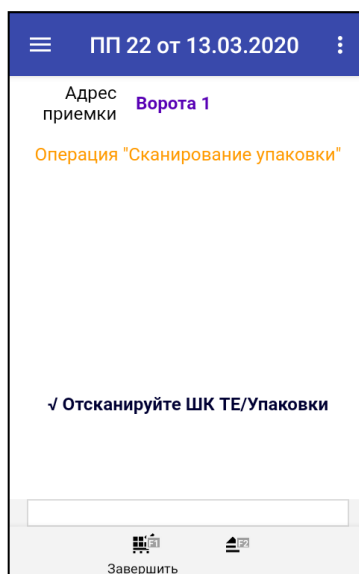 ПП 22 от 13.03.2020
Адрес
приемки
Ворота 1
Операция "Сканирование упаковки"
√ Отсканируйте ШК ТЕ/Упаковки
F1
F2
Завершить